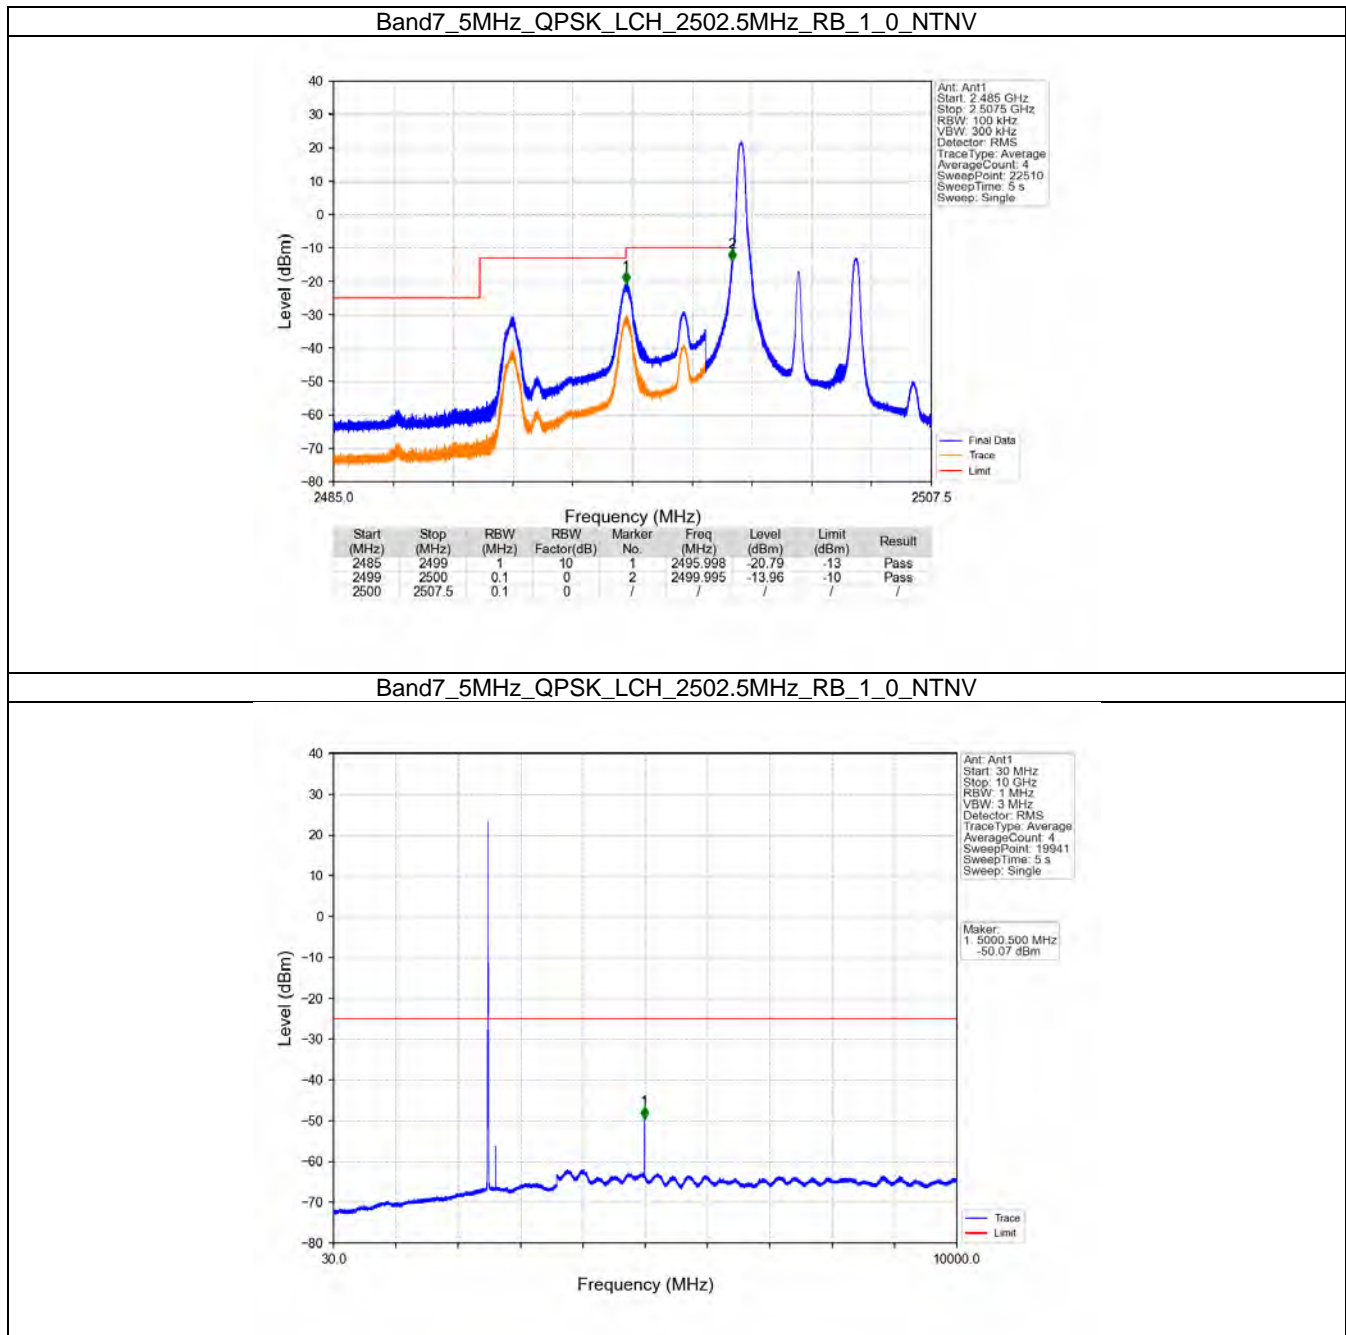 Band7_5MHz_QPSK_LCH_2502.5MHz_RB_1_0_NTNV
40
30
20
10
0
−10
−20
−30
−40
−50
−60
−70
−80
Level (dBm)
1
2
2485.0
2507.5
Frequency (MHz)
Ant: Ant1
Start: 2.485 GHz
Stop: 2.5075 GHz
RBW: 100 kHz
VBW: 300 kHz
Detector: RMS
TraceType: Average
AverageCount: 4
SweepPoint: 22510
SweepTime: 5 s
Sweep: Single
Final Data
Trace
Limit
Start (MHz) Stop (MHz) RBW (MHz) RBW Factor(dB) Marker No. Freq (MHz) Level (dBm) Limit (dBm) Result
2485 2499 1 10 1 2495.998 -20.79 -13 Pass
2499 2500 0.1 0 2 2499.995 -13.96 -10 Pass
2500 2507.5 0.1 0 / / / / /
Band7_5MHz_QPSK_LCH_2502.5MHz_RB_1_0_NTNV
40
30
20
10
0
−10
−20
−30
−40
−50
−60
−70
−80
Level (dBm)
1
30.0
10000.0
Frequency (MHz)
Ant: Ant1
Start: 30 MHz
Stop: 10 GHz
RBW: 1 MHz
VBW: 3 MHz
Detector: RMS
TraceType: Average
AverageCount: 4
SweepPoint: 19941
SweepTime: 5 s
Sweep: Single
Maker:
1. 5000.500 MHz
-50.07 dBm
Trace
Limit